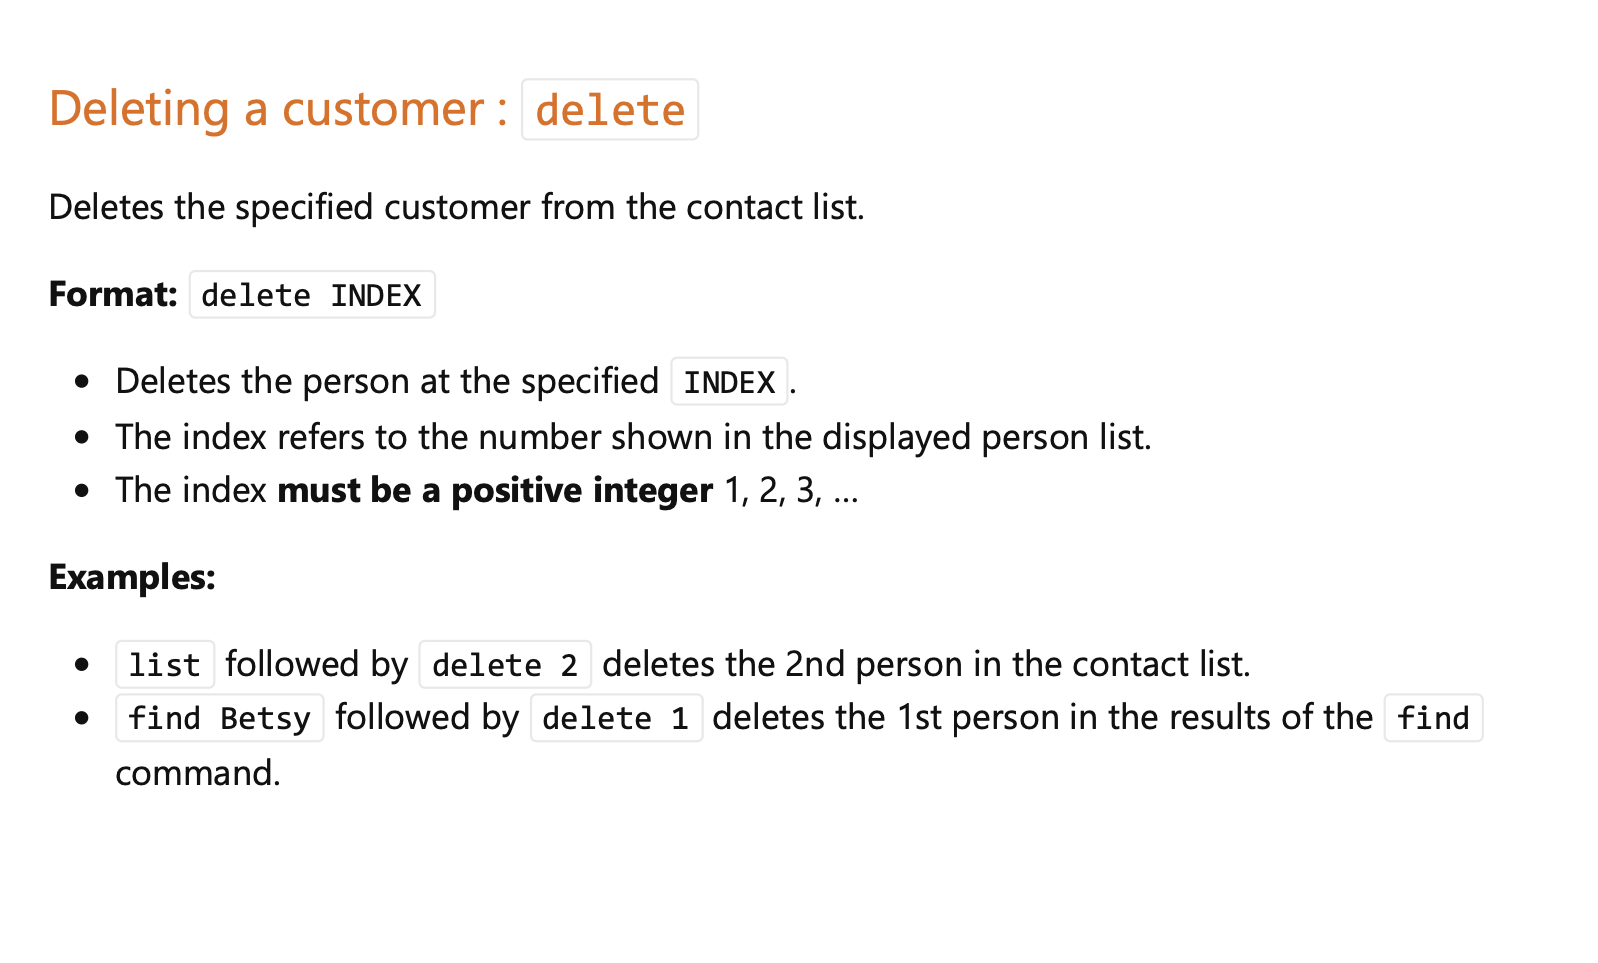 Deleting a customer : delete
Deletes the specified customer from the contact list.
Format: delete INDEX
• Deletes the person at the specified INDEX.
• The index refers to the number shown in the displayed person list.
• The index must be a positive integer 1, 2, 3, …
Examples:
• list followed by delete 2 deletes the 2nd person in the contact list.
• find Betsy followed by delete 1 deletes the 1st person in the results of the find
command.